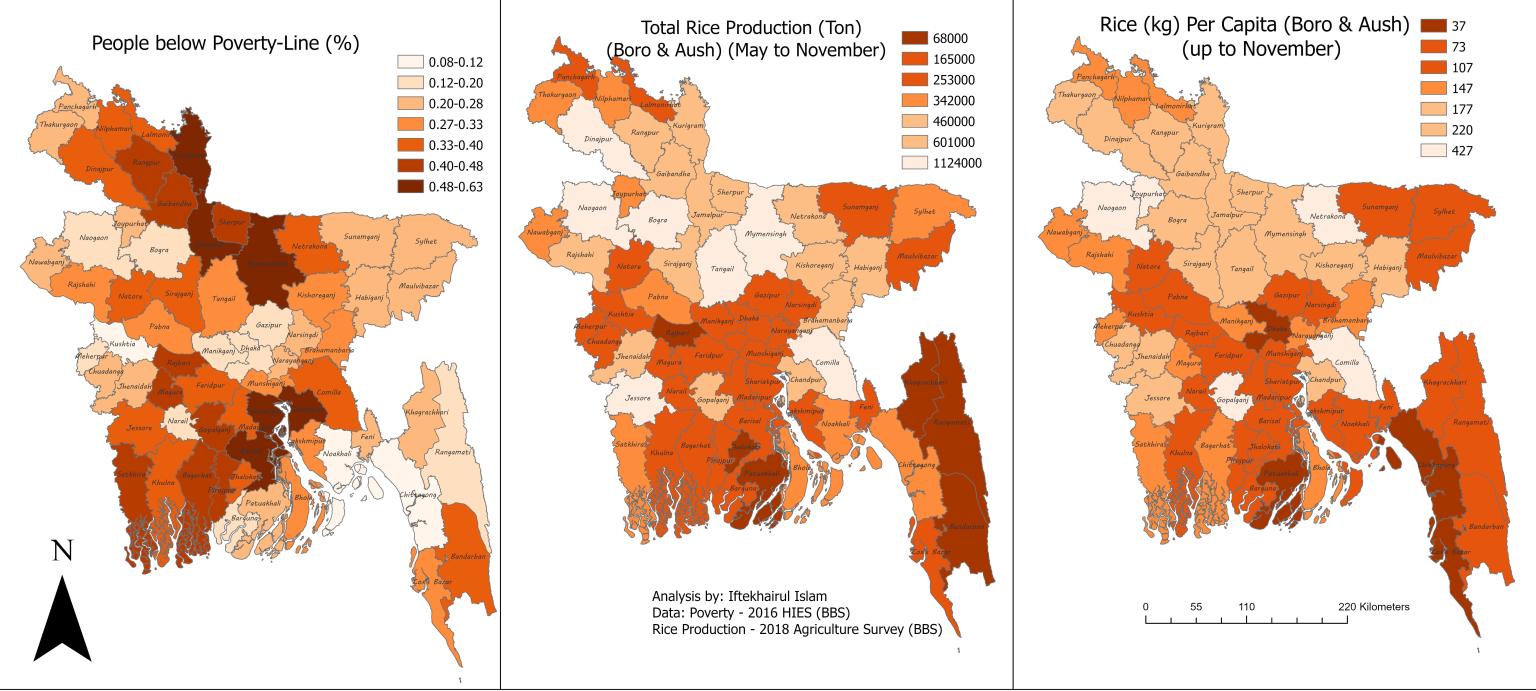 People below Poverty-Line (%)
0.08-0.12
0.12-0.20
0.20-0.28
0.27-0.33
0.33-0.40
0.40-0.48
0.48-0.63
Panchagarh
Thakurgaon
Nilphamari
Lalmonirhat
Dinajpur
Rangpur
Gaibandha
Joypurhat
Naogaon
Bogra
Sherpur
Netrakona
Sunamganj
Sylhet
Nawabganj
Rajshahi
Natore
Sirajganj
Tangail
Kishoreganj
Habiganj
Maulvibazar
Pabna
Gazipur
Narsingdi
Kushtia
Meherpur
Manikganj
Dhaka
Narayanganj
Brahamanbaria
Chuadanga
Rajbari
Jhenaidah
Magura
Faridpur
Munshiganj
Comilla
Jessore
Narail
Gopalganj
Madaripur
Khagrachhari
Lakshmipur
Feni
Noakhali
Rangamati
Satkhira
Khulna
Bagerhat
Pirojpur
Jhalokati
Patuakhali
Barguna
Bhola
Chittagong
Bandarban
Cox's Bazar
N
Total Rice Production (Ton)
(Boro & Aush) (May to November)
68000
165000
253000
342000
460000
601000
1124000
Panchagarh
Thakurgaon
Nilphamari
Lalmonirhat
Dinajpur
Rangpur
Kurigram
Gaibandha
Joypurhat
Naogaon
Bogra
Sherpur
Jamalpur
Netrakona
Sunamganj
Sylhet
Nawabganj
Mymensingh
Rajshahi
Natore
Sirajganj
Tangail
Kishoreganj
Habiganj
Maulvibazar
Pabna
Gazipur
Narsingdi
Kushtia
Manikganj
Dhaka
Brahamanbaria
Meherpur
Rajbari
Narayanganj
Chuadanga
Jhenaidah
Magura
Faridpur
Munshiganj
Comilla
Shariatpur
Chandpur
Khagrachhari
Jessore
Narail
Gopalganj
Madaripur
Lakshmipur
Feni
Barisal
Noakhali
Rangamati
Satkhira
Khulna
Bagerhat
Jhalokati
Pirojpur
Patuakhali
Bhola
Chittagong
Barguna
Bandarban
Cox's Bazar
Analysis by: Iftekhairul Islam
Data: Poverty - 2016 HIES (BBS)
Rice Production - 2018 Agriculture Survey (BBS)
Rice (kg) Per Capita (Boro & Aush)
(up to November)
37
73
107
147
177
220
427
Panchagarh
Thakurgaon
Nilphamari
Lalmonirhat
Dinajpur
Rangpur
Kurigram
Gaibandha
Joypurhat
Naogaon
Bogra
Sherpur
Jamalpur
Netrakona
Sunamganj
Sylhet
Nawabganj
Mymensingh
Rajshahi
Natore
Sirajganj
Tangail
Kishoreganj
Habiganj
Maulvibazar
Pabna
Gazipur
Narsingdi
Kushtia
Manikganj
Dhaka
Brahamanbaria
Meherpur
Rajbari
Narayanganj
Chuadanga
Jhenaidah
Magura
Faridpur
Munshiganj
Comilla
Shariatpur
Chandpur
Khagrachhari
Jessore
Narail
Gopalganj
Madaripur
Lakshmipur
Feni
Barisal
Noakhali
Rangamati
Satkhira
Khulna
Bagerhat
Jhalokati
Pirojpur
Patuakhali
Bhola
Chittagong
Barguna
Bandarban
Cox's Bazar
0 55 110 220 Kilometers